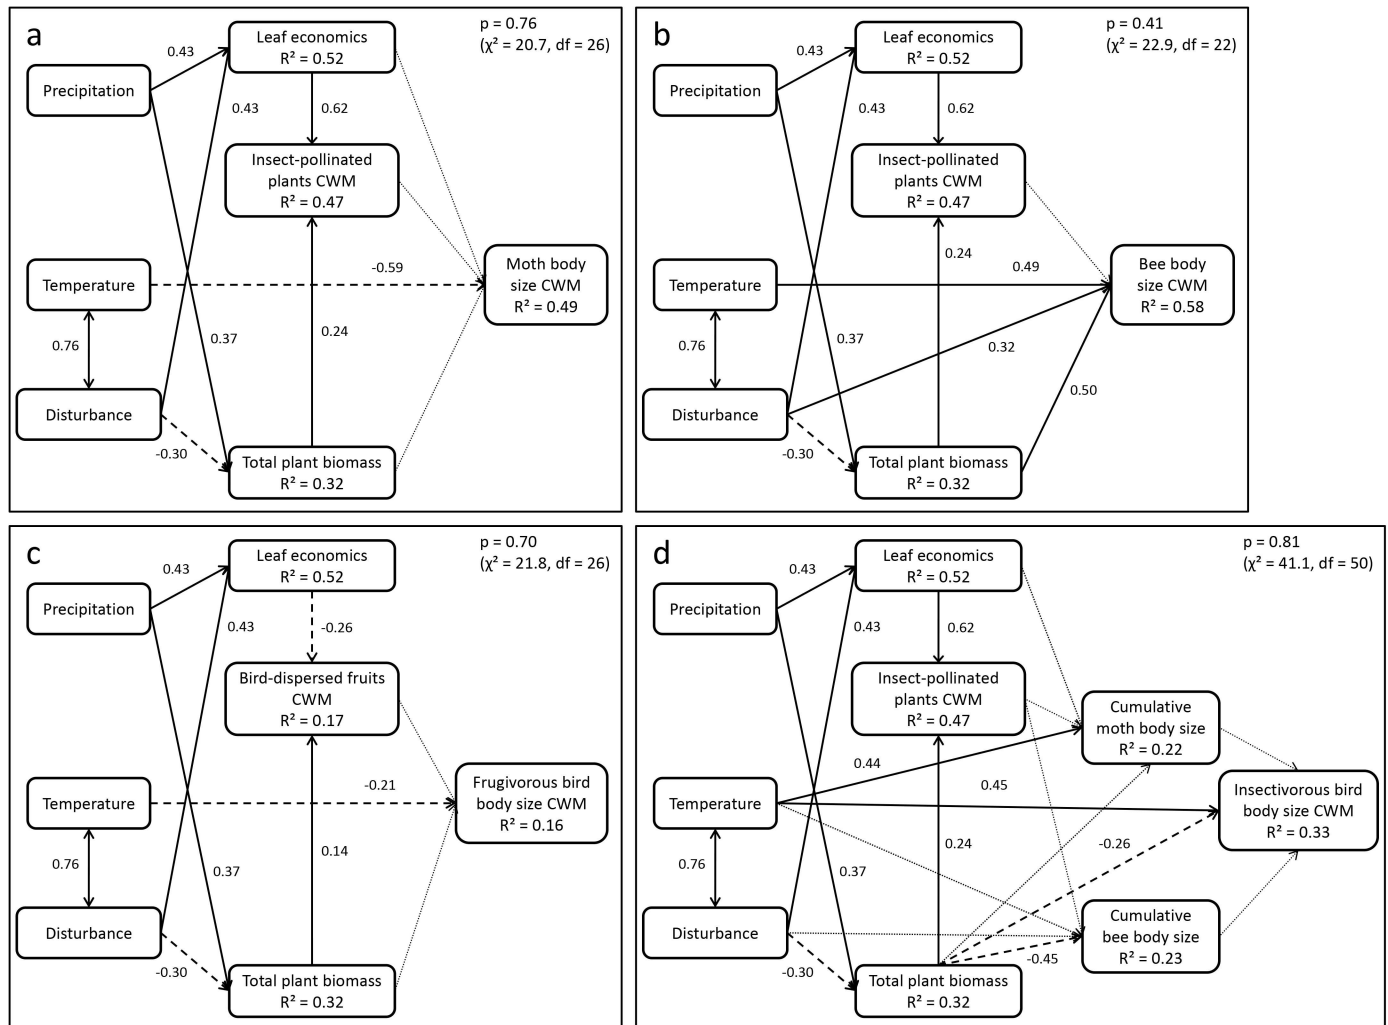 a
p = 0.76
(χ² = 20.7, df = 26)
Leaf economics
R² = 0.52
0.43
Precipitation
0.43
0.62
Insect-pollinated
plants CWM
R² = 0.47
-0.59
Temperature
Moth body
size CWM
R² = 0.49
0.76
0.37
0.24
Disturbance
-0.30
Total plant biomass
R² = 0.32
b
p = 0.41
(χ² = 22.9, df = 22)
Leaf economics
R² = 0.52
0.43
Precipitation
0.43
0.62
Insect-pollinated
plants CWM
R² = 0.47
0.24
0.49
Temperature
Bee body
size CWM
R² = 0.58
0.76
0.37
0.32
Disturbance
0.50
-0.30
Total plant biomass
R² = 0.32
c
p = 0.70
(χ² = 21.8, df = 26)
Leaf economics
R² = 0.52
0.43
Precipitation
0.43
-0.26
Bird-dispersed fruits
CWM
R² = 0.17
-0.21
Temperature
Frugivorous bird
body size CWM
R² = 0.16
0.76
0.37
0.14
Disturbance
-0.30
Total plant biomass
R² = 0.32
d
p = 0.81
(χ² = 41.1, df = 50)
Leaf economics
R² = 0.52
0.43
Precipitation
0.43
0.62
Insect-pollinated
plants CWM
R² = 0.47
Cumulative
moth body size
R² = 0.22
0.44
0.45
Temperature
Insectivorous bird
body size CWM
R² = 0.33
0.76
0.37
0.24
-0.26
Disturbance
Cumulative
bee body size
R² = 0.23
-0.45
-0.30
Total plant biomass
R² = 0.32